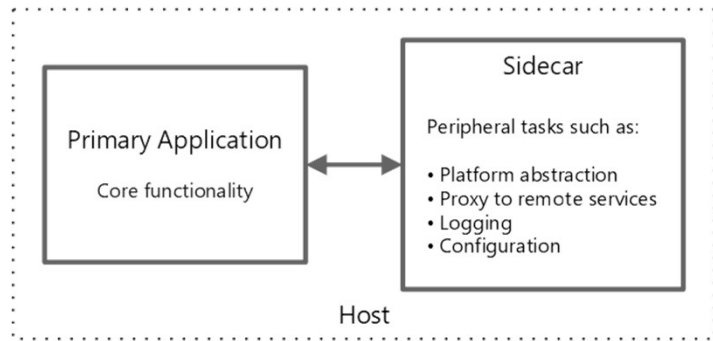 Primary Application
Core functionality
Sidecar
Peripheral tasks such as:
• Platform abstraction
• Proxy to remote services
• Logging
• Configuration
Host